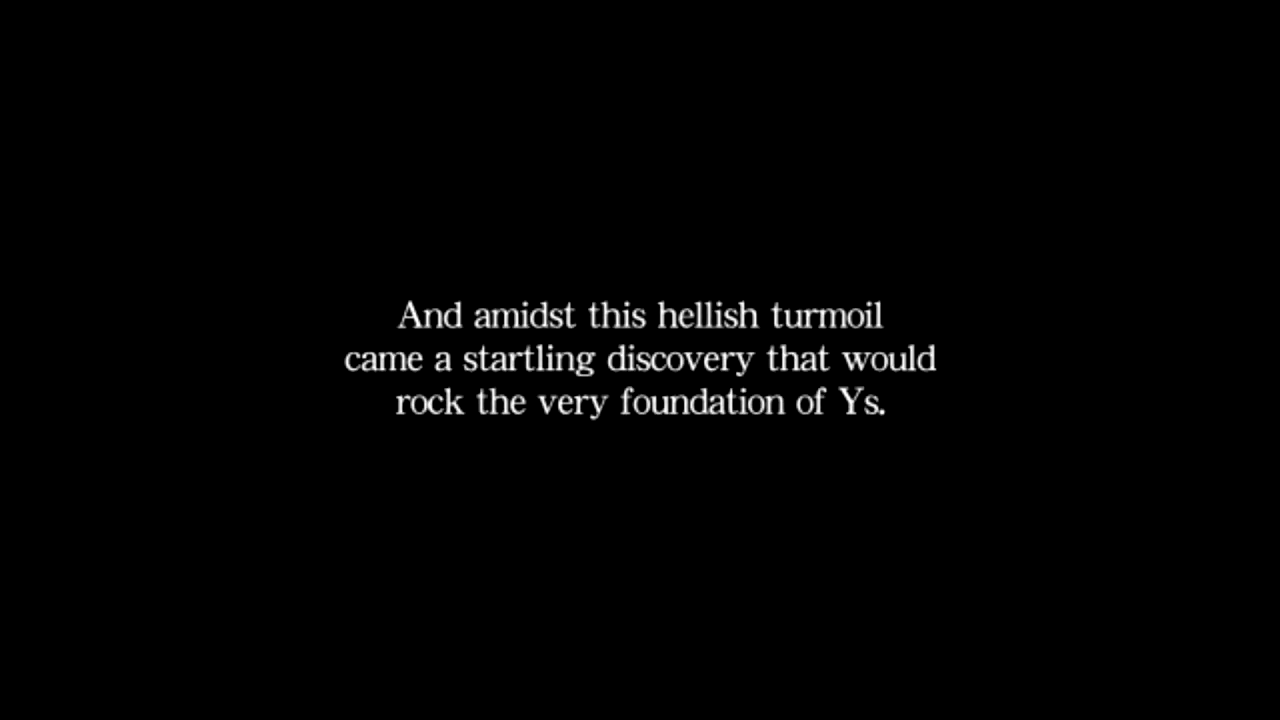 And amidst this hellish turmoil
came a startling discovery that would
rock the very foundation of Ys.